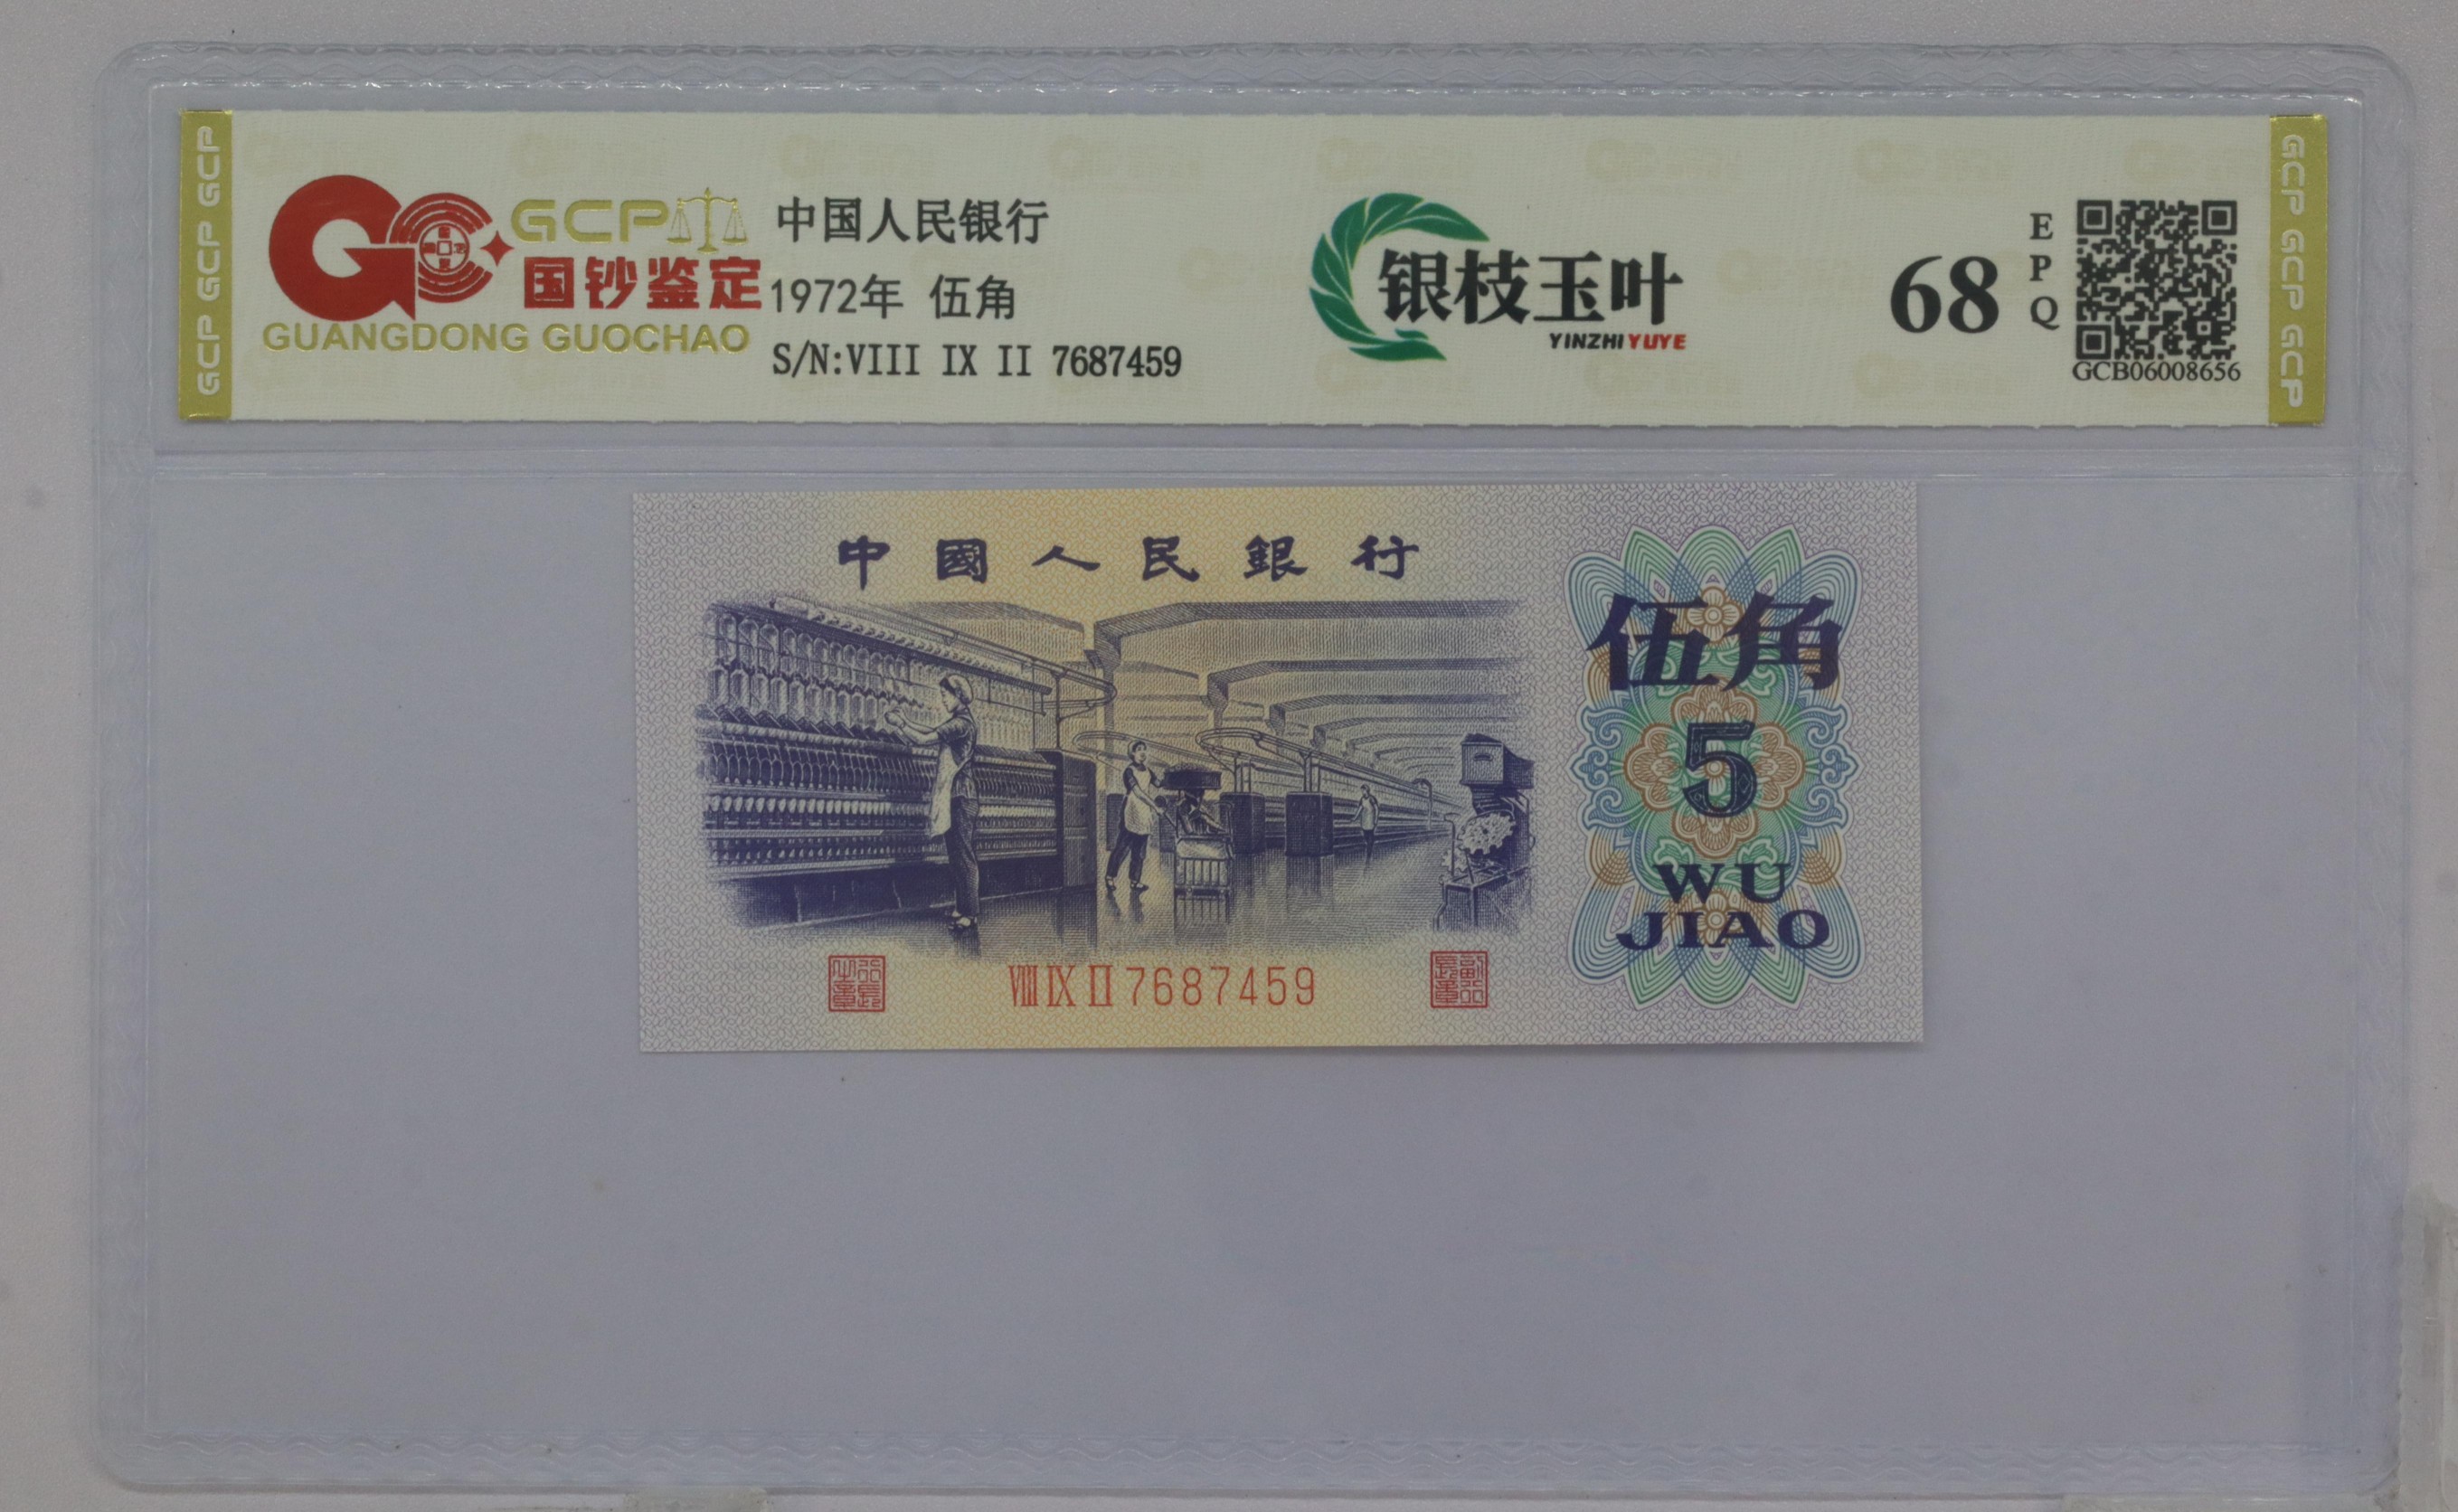 GCP GCP GCP
GCP
国钞鉴定
GUANGDONG GUOCHAO
中国人民银行
1972年 伍角
S/N:VIII IX II 7687459
银枝玉叶
YINZHIYUYE
68
EPQ
GCB06008656
GCP GCP GCP
中國人民銀行
伍角
5
WU
JIAO
VIII IX II 7687459